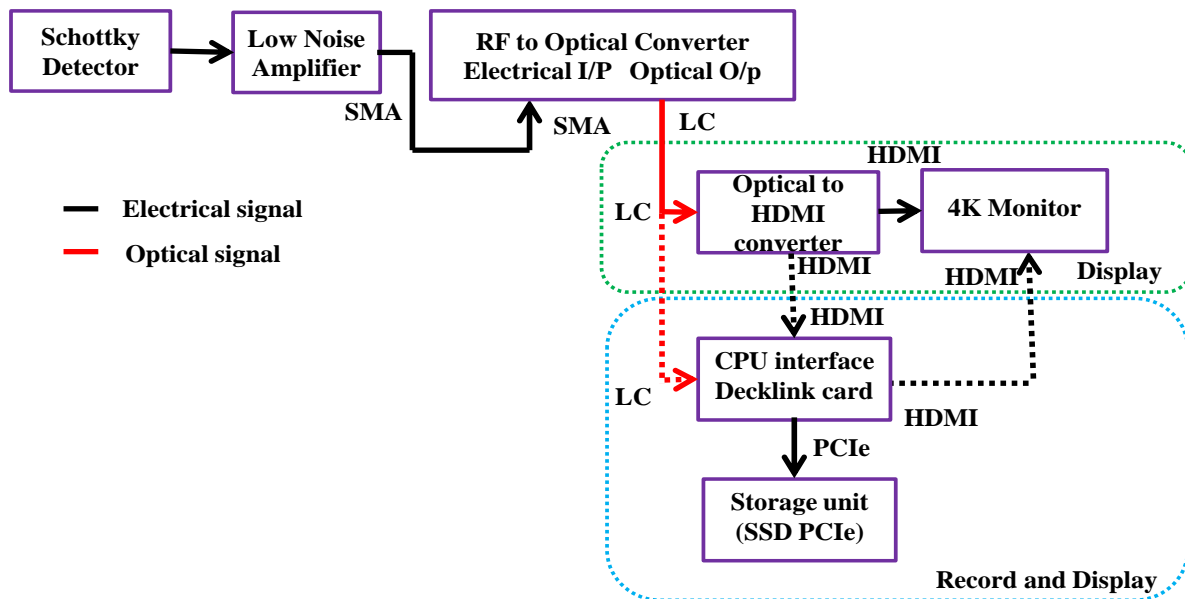 Schottky
Detector
Low Noise
Amplifier
RF to Optical Converter
Electrical I/P Optical O/p
SMA
SMA
LC
HDMI
Electrical signal
Optical signal
LC
Optical to
HDMI
converter
4K Monitor
HDMI
HDMI
Display
HDMI
CPU interface
Decklink card
LC
HDMI
PCIe
Storage unit
(SSD PCIe)
Record and Display